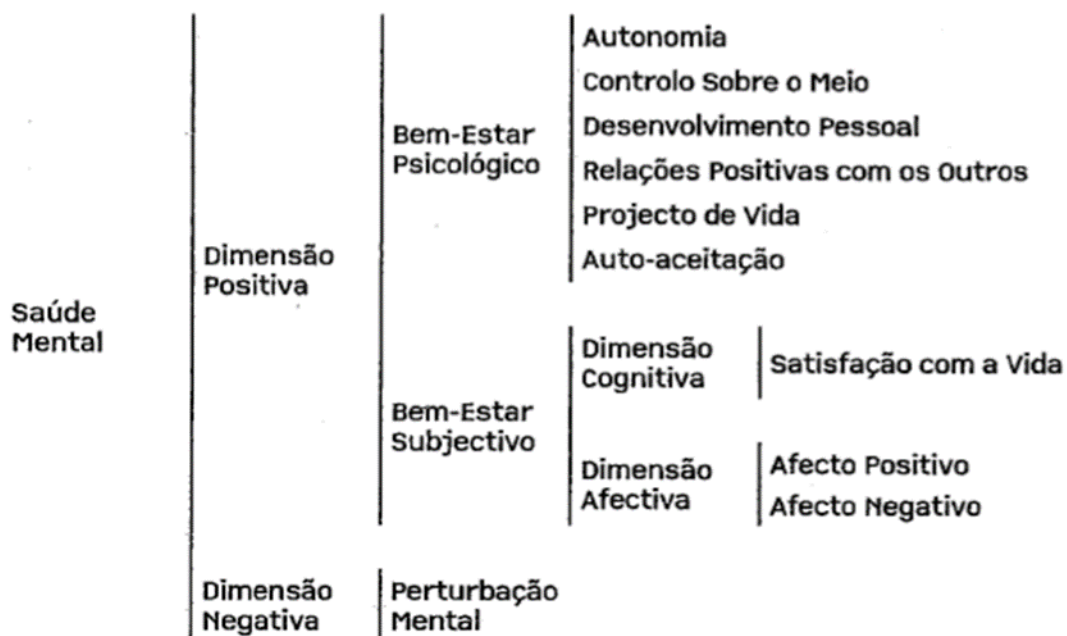 Saúde
Mental
Dimensão
Positiva
Bem-Estar
Psicológico
Autonomia
Controlo Sobre o Meio
Desenvolvimento Pessoal
Relações Positivas com os Outros
Projecto de Vida
Auto-aceitação
Bem-Estar
Subjectivo
Dimensão
Cognitiva
Satisfação com a Vida
Dimensão
Afectiva
Afecto Positivo
Afecto Negativo
Dimensão
Negativa
Perturbação
Mental